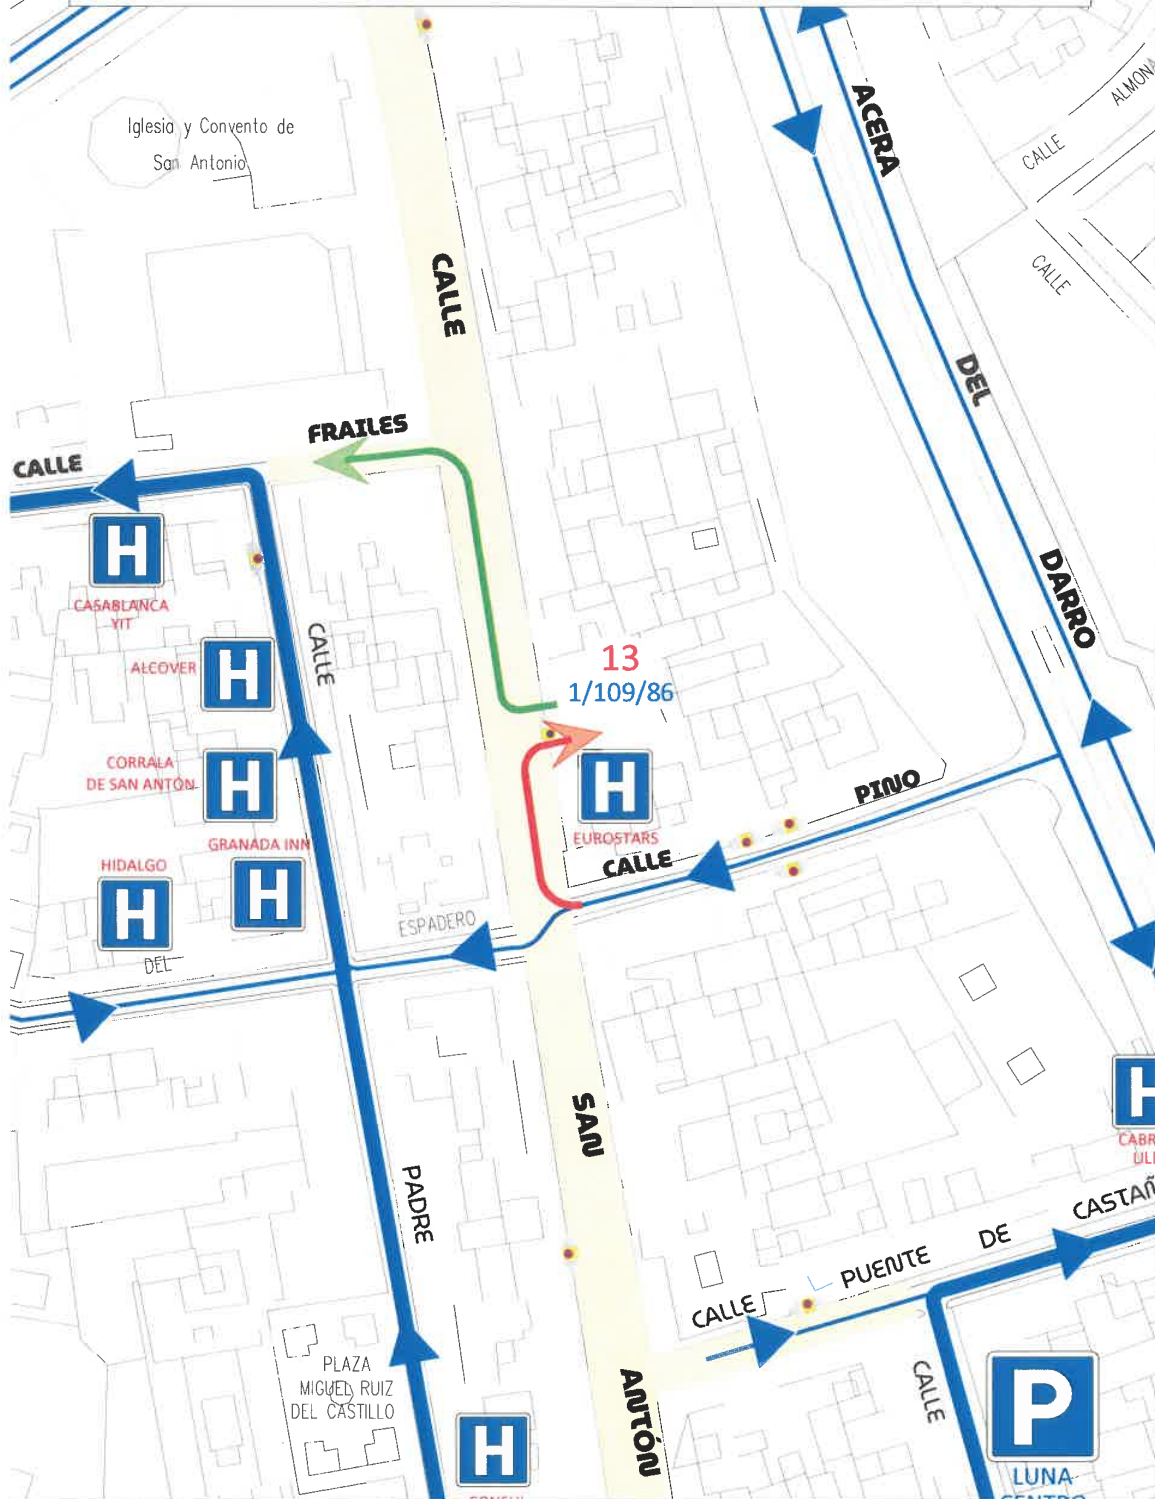 Iglesia y Convento de
San Antonio
ACERA
DEL
DARRO
CALLE
CALLE
CALLE
FRAILES
CALLE
H
CASABLANCA
YIT
ALCOVER
H
CALLE
13
1/109/86
CORRALA
DE SAN ANTÓN
H
H
EUROSTARS
CALLE
PINO
GRANADA INN
H
HIDALGO
H
ESPADERO
DEL
SAN
PADRE
H
CALLE
PUENTE
DE
PLAZA
MIGUEL RUIZ
DEL CASTILLO
ANTÓN
CALLE
H
P
LUNA